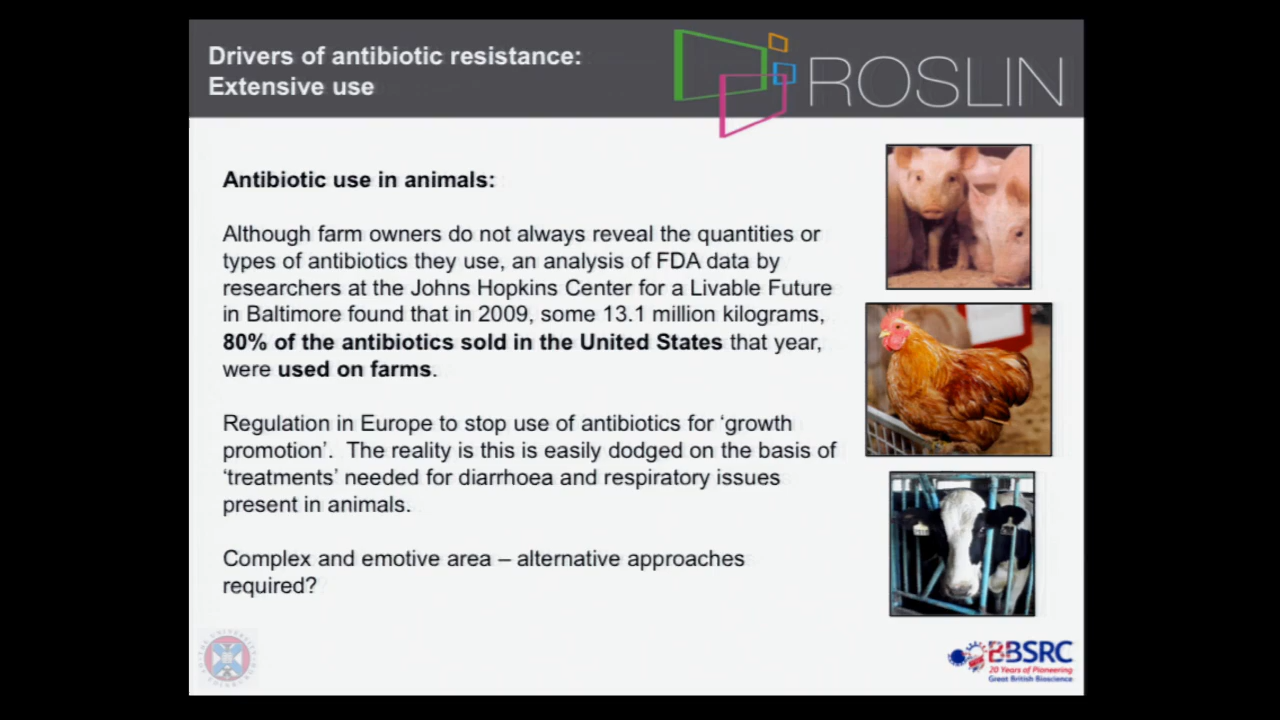 Drivers of antibiotic resistance:
Extensive use
ROSLIN
Antibiotic use in animals:
Although farm owners do not always reveal the quantities or
types of antibiotics they use, an analysis of FDA data by
researchers at the Johns Hopkins Center for a Livable Future
in Baltimore found that in 2009, some 13.1 million kilograms,
80% of the antibiotics sold in the United States that year,
were used on farms.
Regulation in Europe to stop use of antibiotics for ‘growth
promotion’.  The reality is this is easily dodged on the basis of
‘treatments’ needed for diarrhoea and respiratory issues
present in animals.
Complex and emotive area – alternative approaches
required?
BBSRC
20 Years of Pioneering
Great British Bioscience